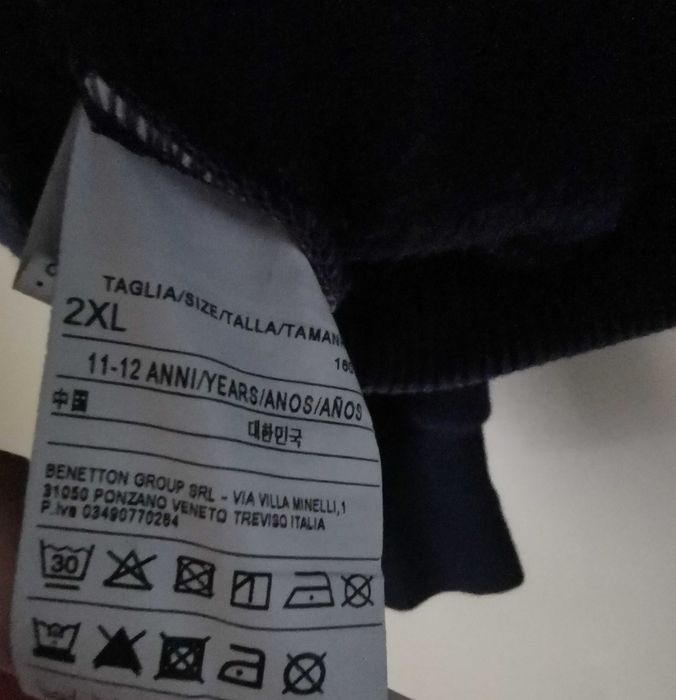 TAGLIA/SIZE/TALLA/TAMAN
2XL
11-12 ANNI/YEARS/ANOS/AÑOS
中国
대한민국
BENETTON GROUP SRL - VIA VILLA MINELLI,1
31050 PONZANO VENETO TREVISO ITALIA
P.Iva 03490770264
30